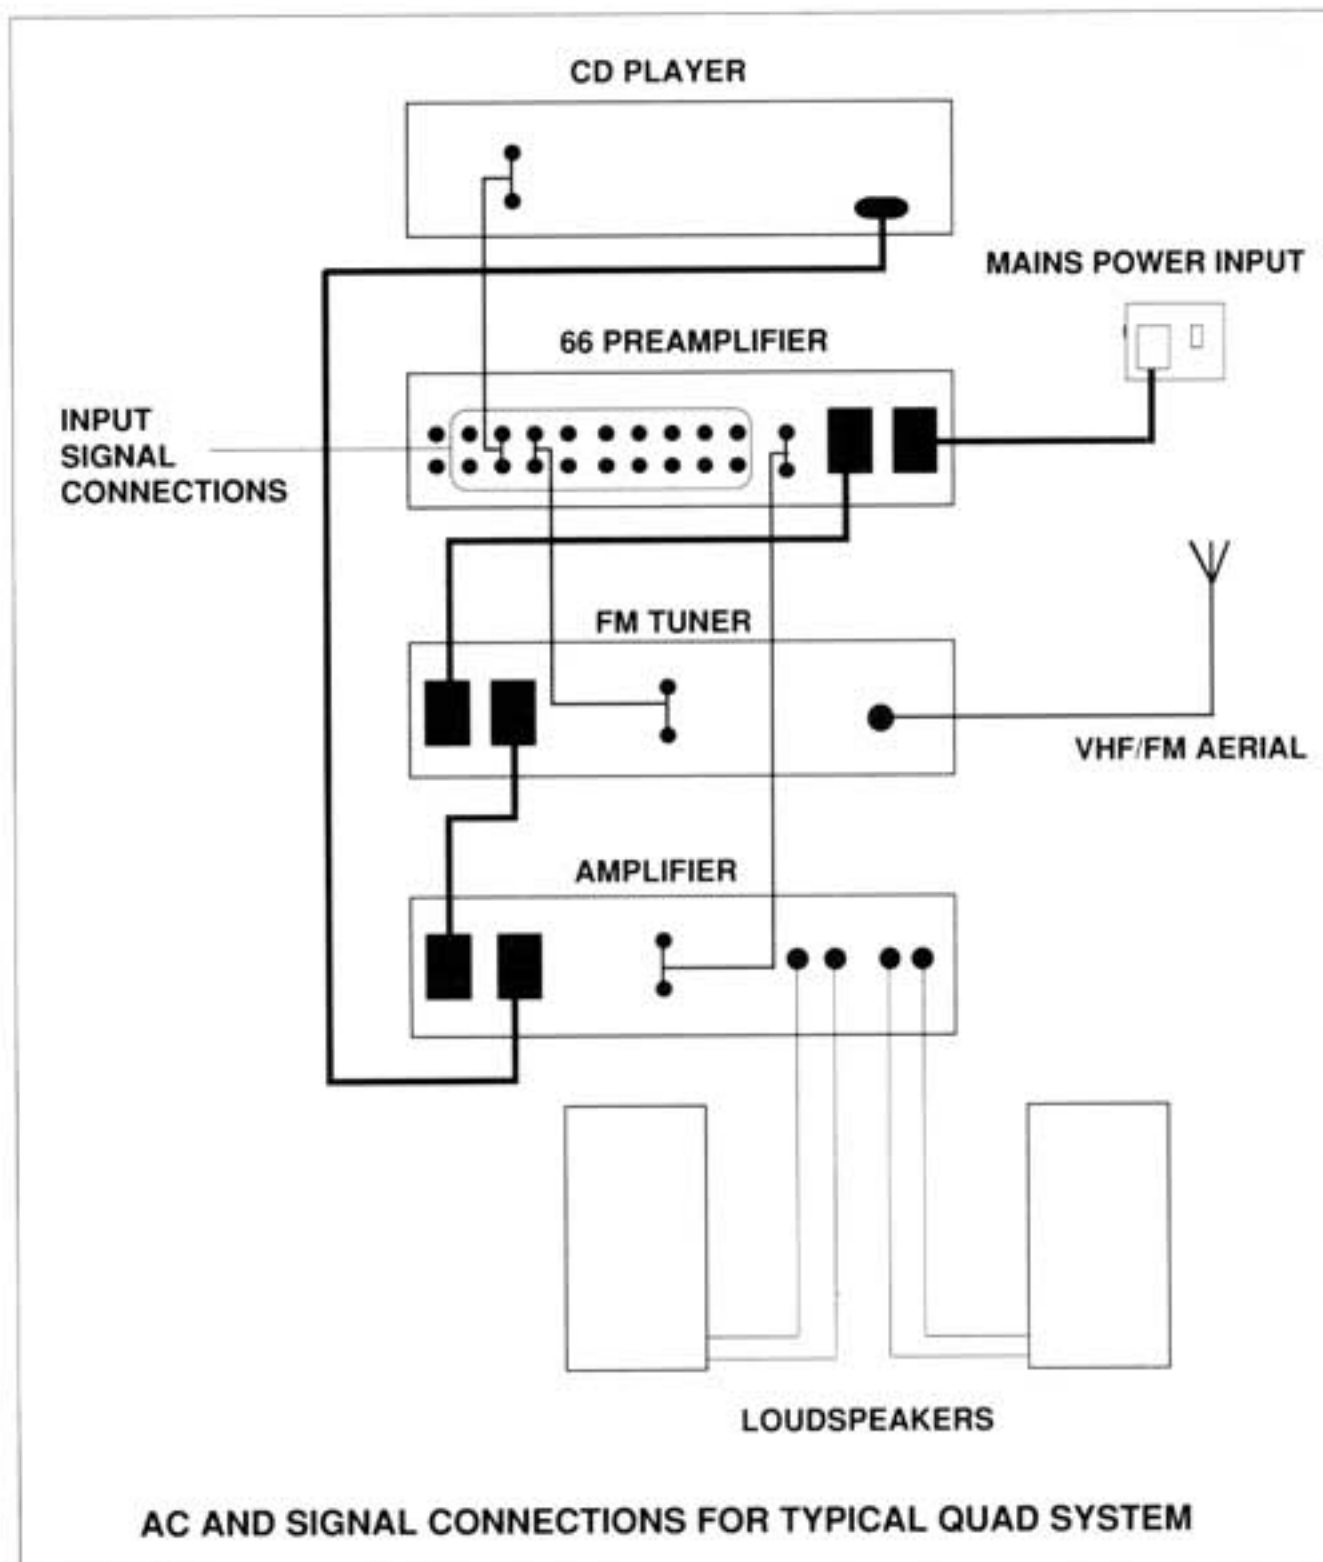 CD PLAYER
MAINS POWER INPUT
66 PREAMPLIFIER
INPUT
SIGNAL
CONNECTIONS
FM TUNER
VHF/FM AERIAL
AMPLIFIER
LOUDSPEAKERS
AC AND SIGNAL CONNECTIONS FOR TYPICAL QUAD SYSTEM